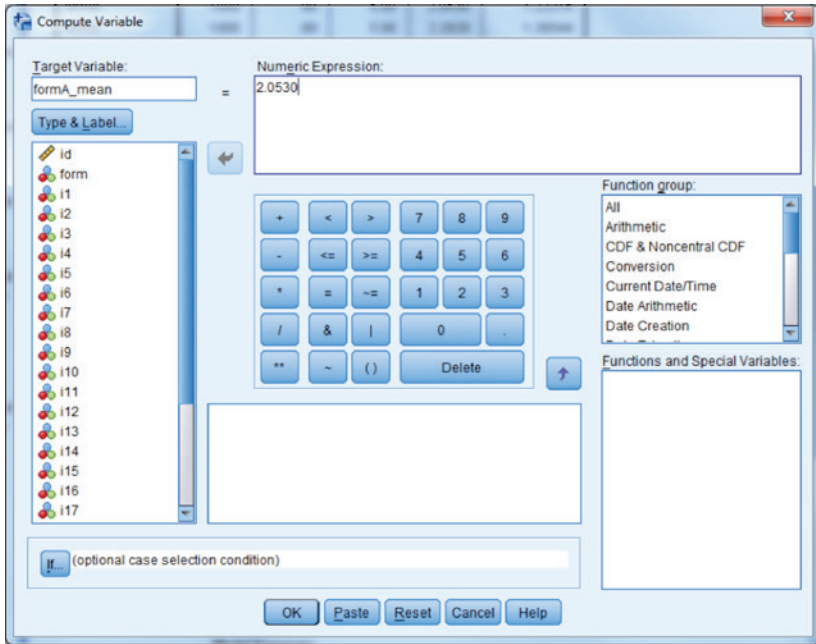 Compute Variable
Target Variable:
formA_mean
=
Numeric Expression:
2.0530
Type & Label...
id
form
i1
i2
i3
i4
i5
i6
i7
i8
i9
i10
i11
i12
i13
i14
i15
i16
i17
+ < > 7 8 9
- <= >= 4 5 6
* = ~= 1 2 3
/ & | 0 .
** ~ ( ) Delete
Function group:
All
Arithmetic
CDF & Noncentral CDF
Conversion
Current Date/Time
Date Arithmetic
Date Creation
Functions and Special Variables:
If... (optional case selection condition)
OK Paste Reset Cancel Help